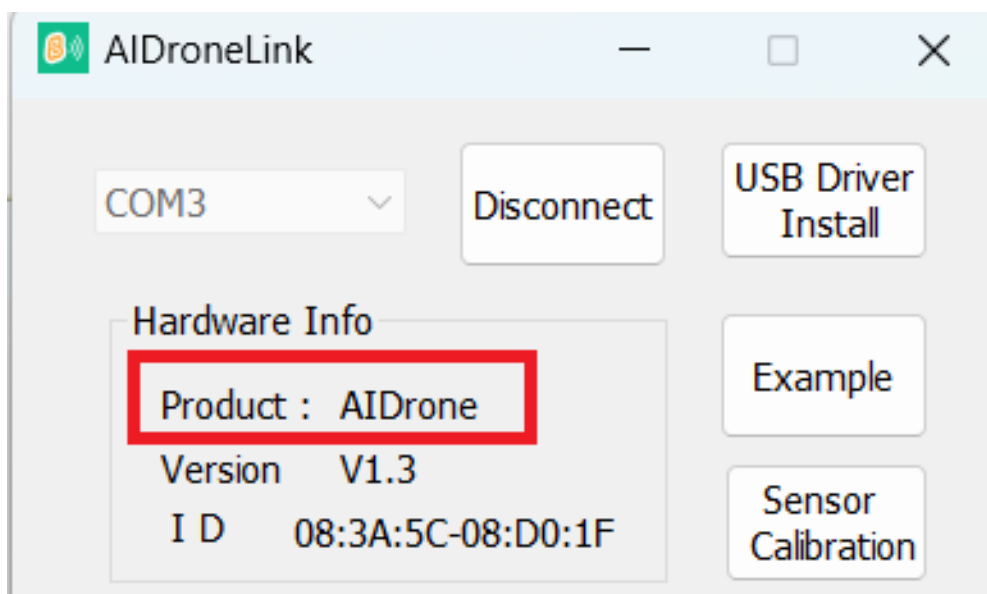 AIDroneLink
COM3
Disconnect
USB Driver
Install
Hardware Info
Product : AIDrone
Version V1.3
I D 08:3A:5C-08:D0:1F
Example
Sensor
Calibration